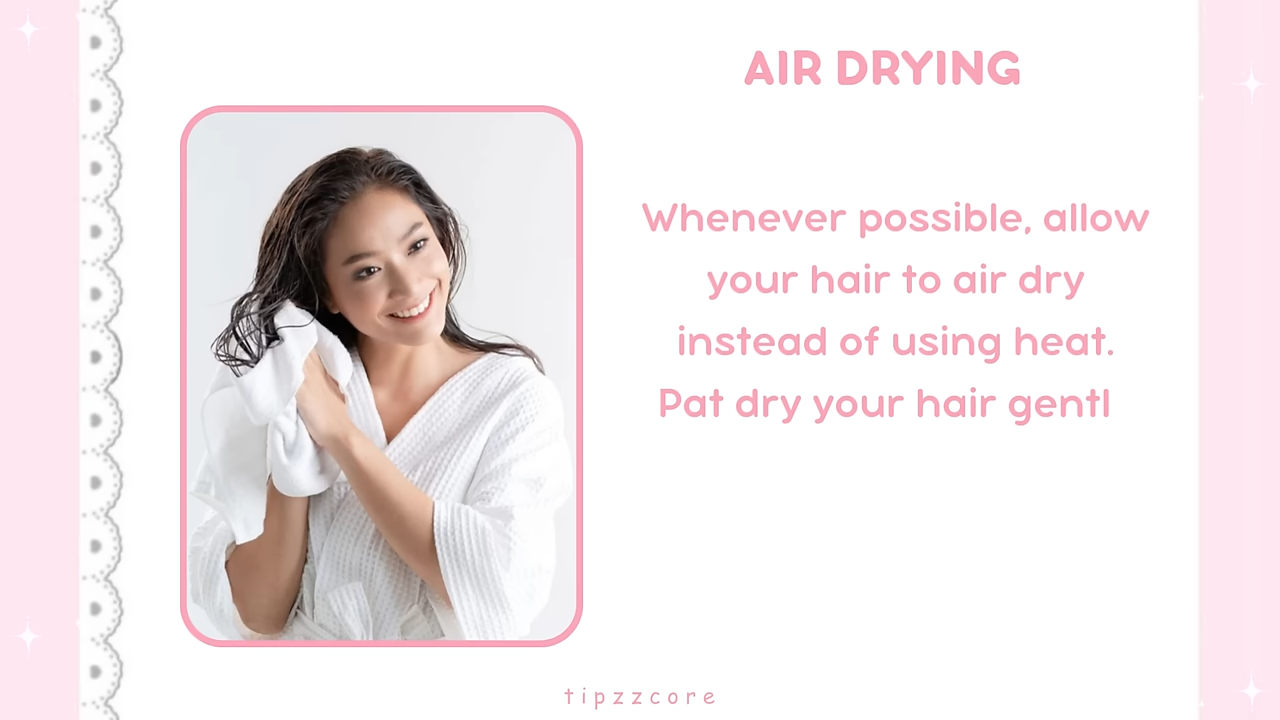 AIR DRYING
Whenever possible, allow
your hair to air dry
instead of using heat.
Pat dry your hair gentl
tipzzcore